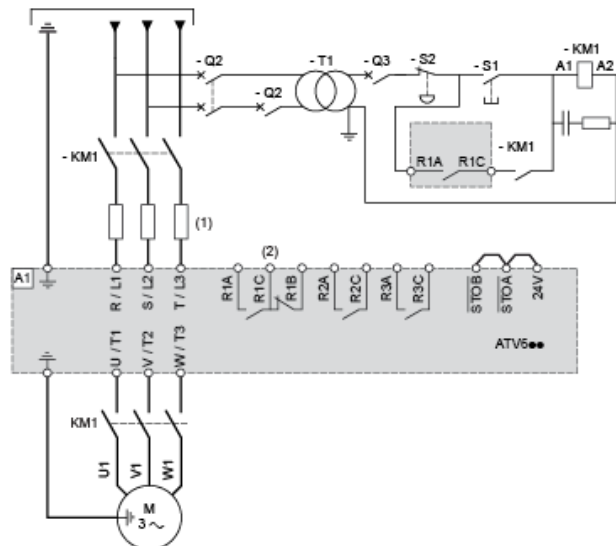 - Q2
- T1
- Q3
- S2
- S1
- KM1
A1
A2
- Q2
- KM1
R1A
R1C
- KM1
(1)
(2)
A1
R / L1
S / L2
T / L3
R1A
R1C
R1B
R2A
R2C
R3A
R3C
STOB
STOA
24V
U / T1
V / T2
W / T3
ATV6●●
KM1
U1
V1
W1
M
3 ~